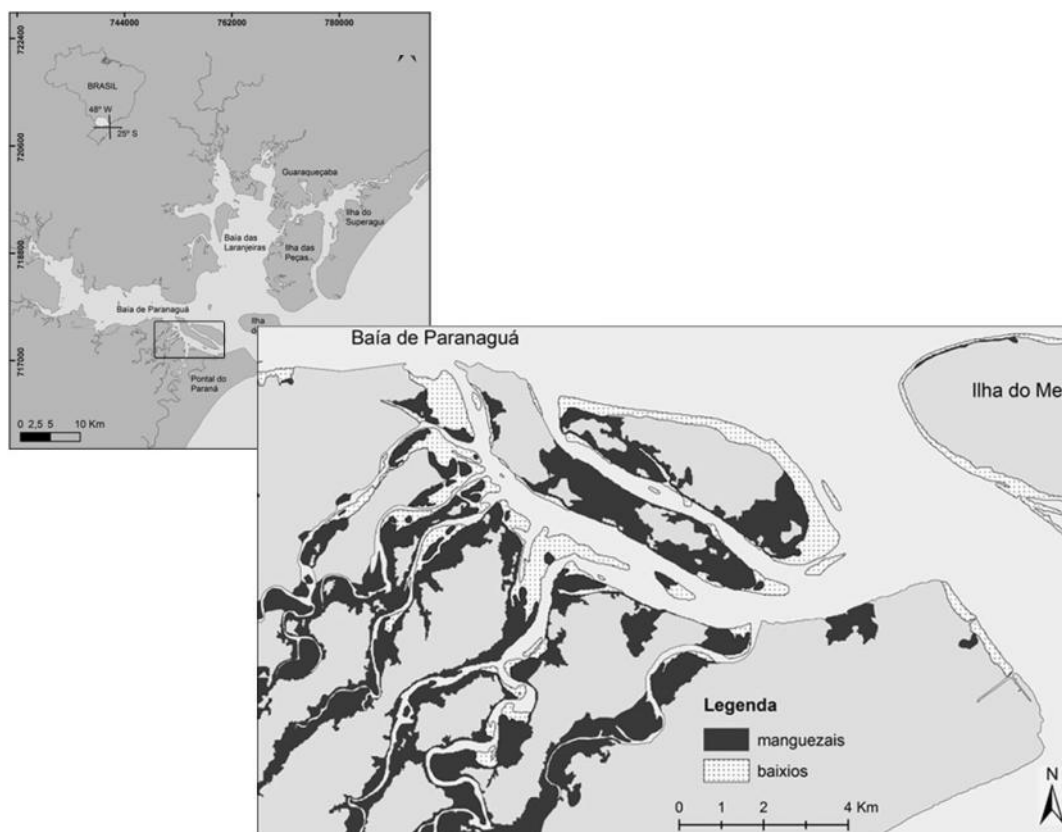 744000
762000
780000
722400
720600
718800
717000
BRASIL
48° W
25° S
Guaraqueçaba
Ilha do
Superagui
Baía das
Laranjeiras
Ilha das
Peças
Baía de Paranaguá
Ilha
Pontal do
Paraná
0 2,5 5 10 Km
Baía de Paranaguá
Ilha do Me
Legenda
manguezais
baixios
N
0 1 2 4 Km